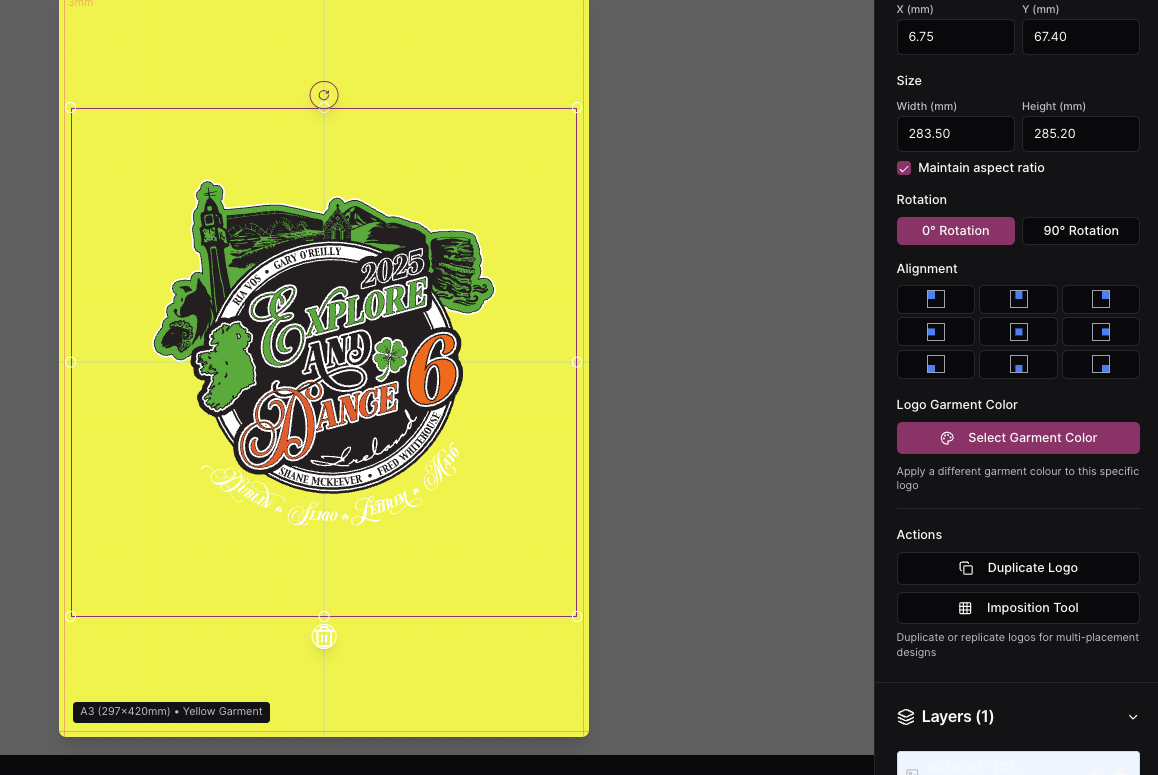 3mm
X (mm)
Y (mm)
6.75
67.40
Size
Width (mm)
Height (mm)
283.50
285.20
Maintain aspect ratio
Rotation
0° Rotation
90° Rotation
Alignment
Logo Garment Color
Select Garment Color
Apply a different garment colour to this specific
logo
Actions
Duplicate Logo
Imposition Tool
Duplicate or replicate logos for multi-placement
designs
Layers (1)
RIA VOS • GARY O'REILLY
2025
EXPLORE
AND
DANCE 6
Ireland
SHANE MCKEEVER • FRED WHITEHOUSE
DUBLIN • SLIGO • LEITRIM • MAYO
A3 (297×420mm) • Yellow Garment